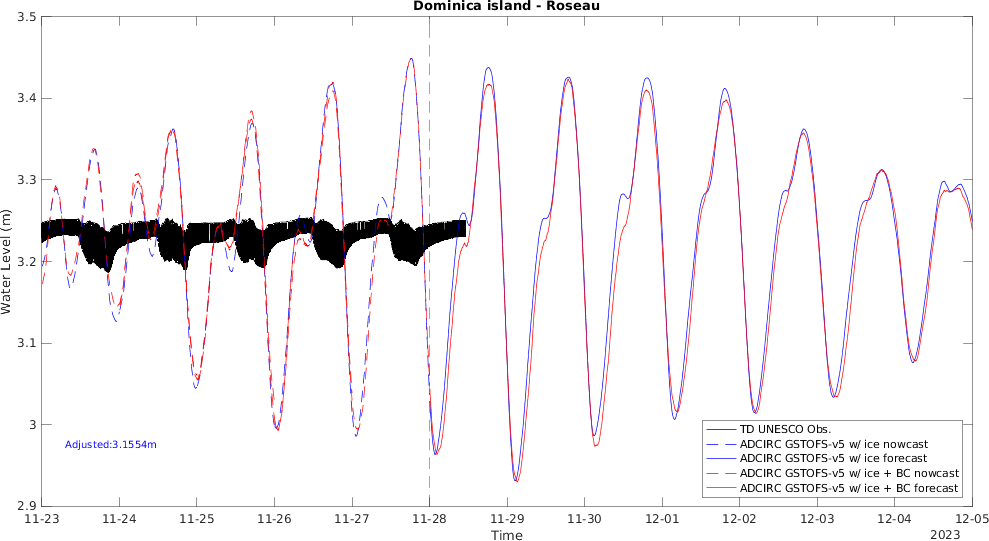 Dominica island - Roseau
3.5
3.4
3.3
3.2
3.1
3
2.9
Water Level (m)
Adjusted:3.1554m
TD UNESCO Obs.
ADCIRC GSTOFS-v5 w/ ice nowcast
ADCIRC GSTOFS-v5 w/ ice forecast
ADCIRC GSTOFS-v5 w/ ice + BC nowcast
ADCIRC GSTOFS-v5 w/ ice + BC forecast
11-23 11-24 11-25 11-26 11-27 11-28 11-29 11-30 12-01 12-02 12-03 12-04 12-05
Time
2023